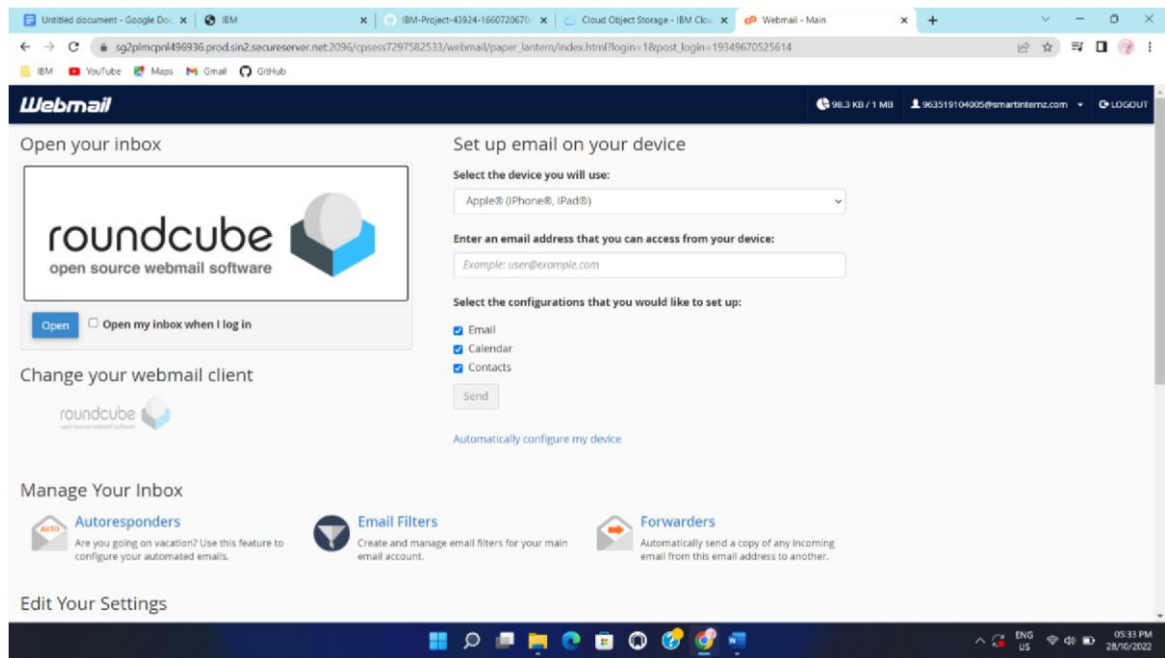 Untitled document - Google Doc
IBM
IBM-Project-43924-1660720670
Cloud Object Storage - IBM Clou
Webmail - Main
sg2plmcpnl496936.prod.sin2.secureserver.net:2096/cpsess7297582533/webmail/paper_lantern/index.html?login=1&post_login=19349670525614
IBM YouTube Maps Gmail GitHub
Webmail
98.3 KB / 1 MB 963519104005@smartinternz.com LOGOUT
Open your inbox
roundcube
open source webmail software
Open Open my inbox when I log in
Change your webmail client
roundcube
open source webmail software
Set up email on your device
Select the device you will use:
Apple® (iPhone®, iPad®)
Enter an email address that you can access from your device:
Example: user@example.com
Select the configurations that you would like to set up:
Email
Calendar
Contacts
Send
Automatically configure my device
Manage Your Inbox
AUTO
Autoresponders
Are you going on vacation? Use this feature to
configure your automated emails.
Email Filters
Create and manage email filters for your main
email account.
Forwarders
Automatically send a copy of any incoming
email from this email address to another.
Edit Your Settings
ENG
US
05:33 PM
28/10/2022